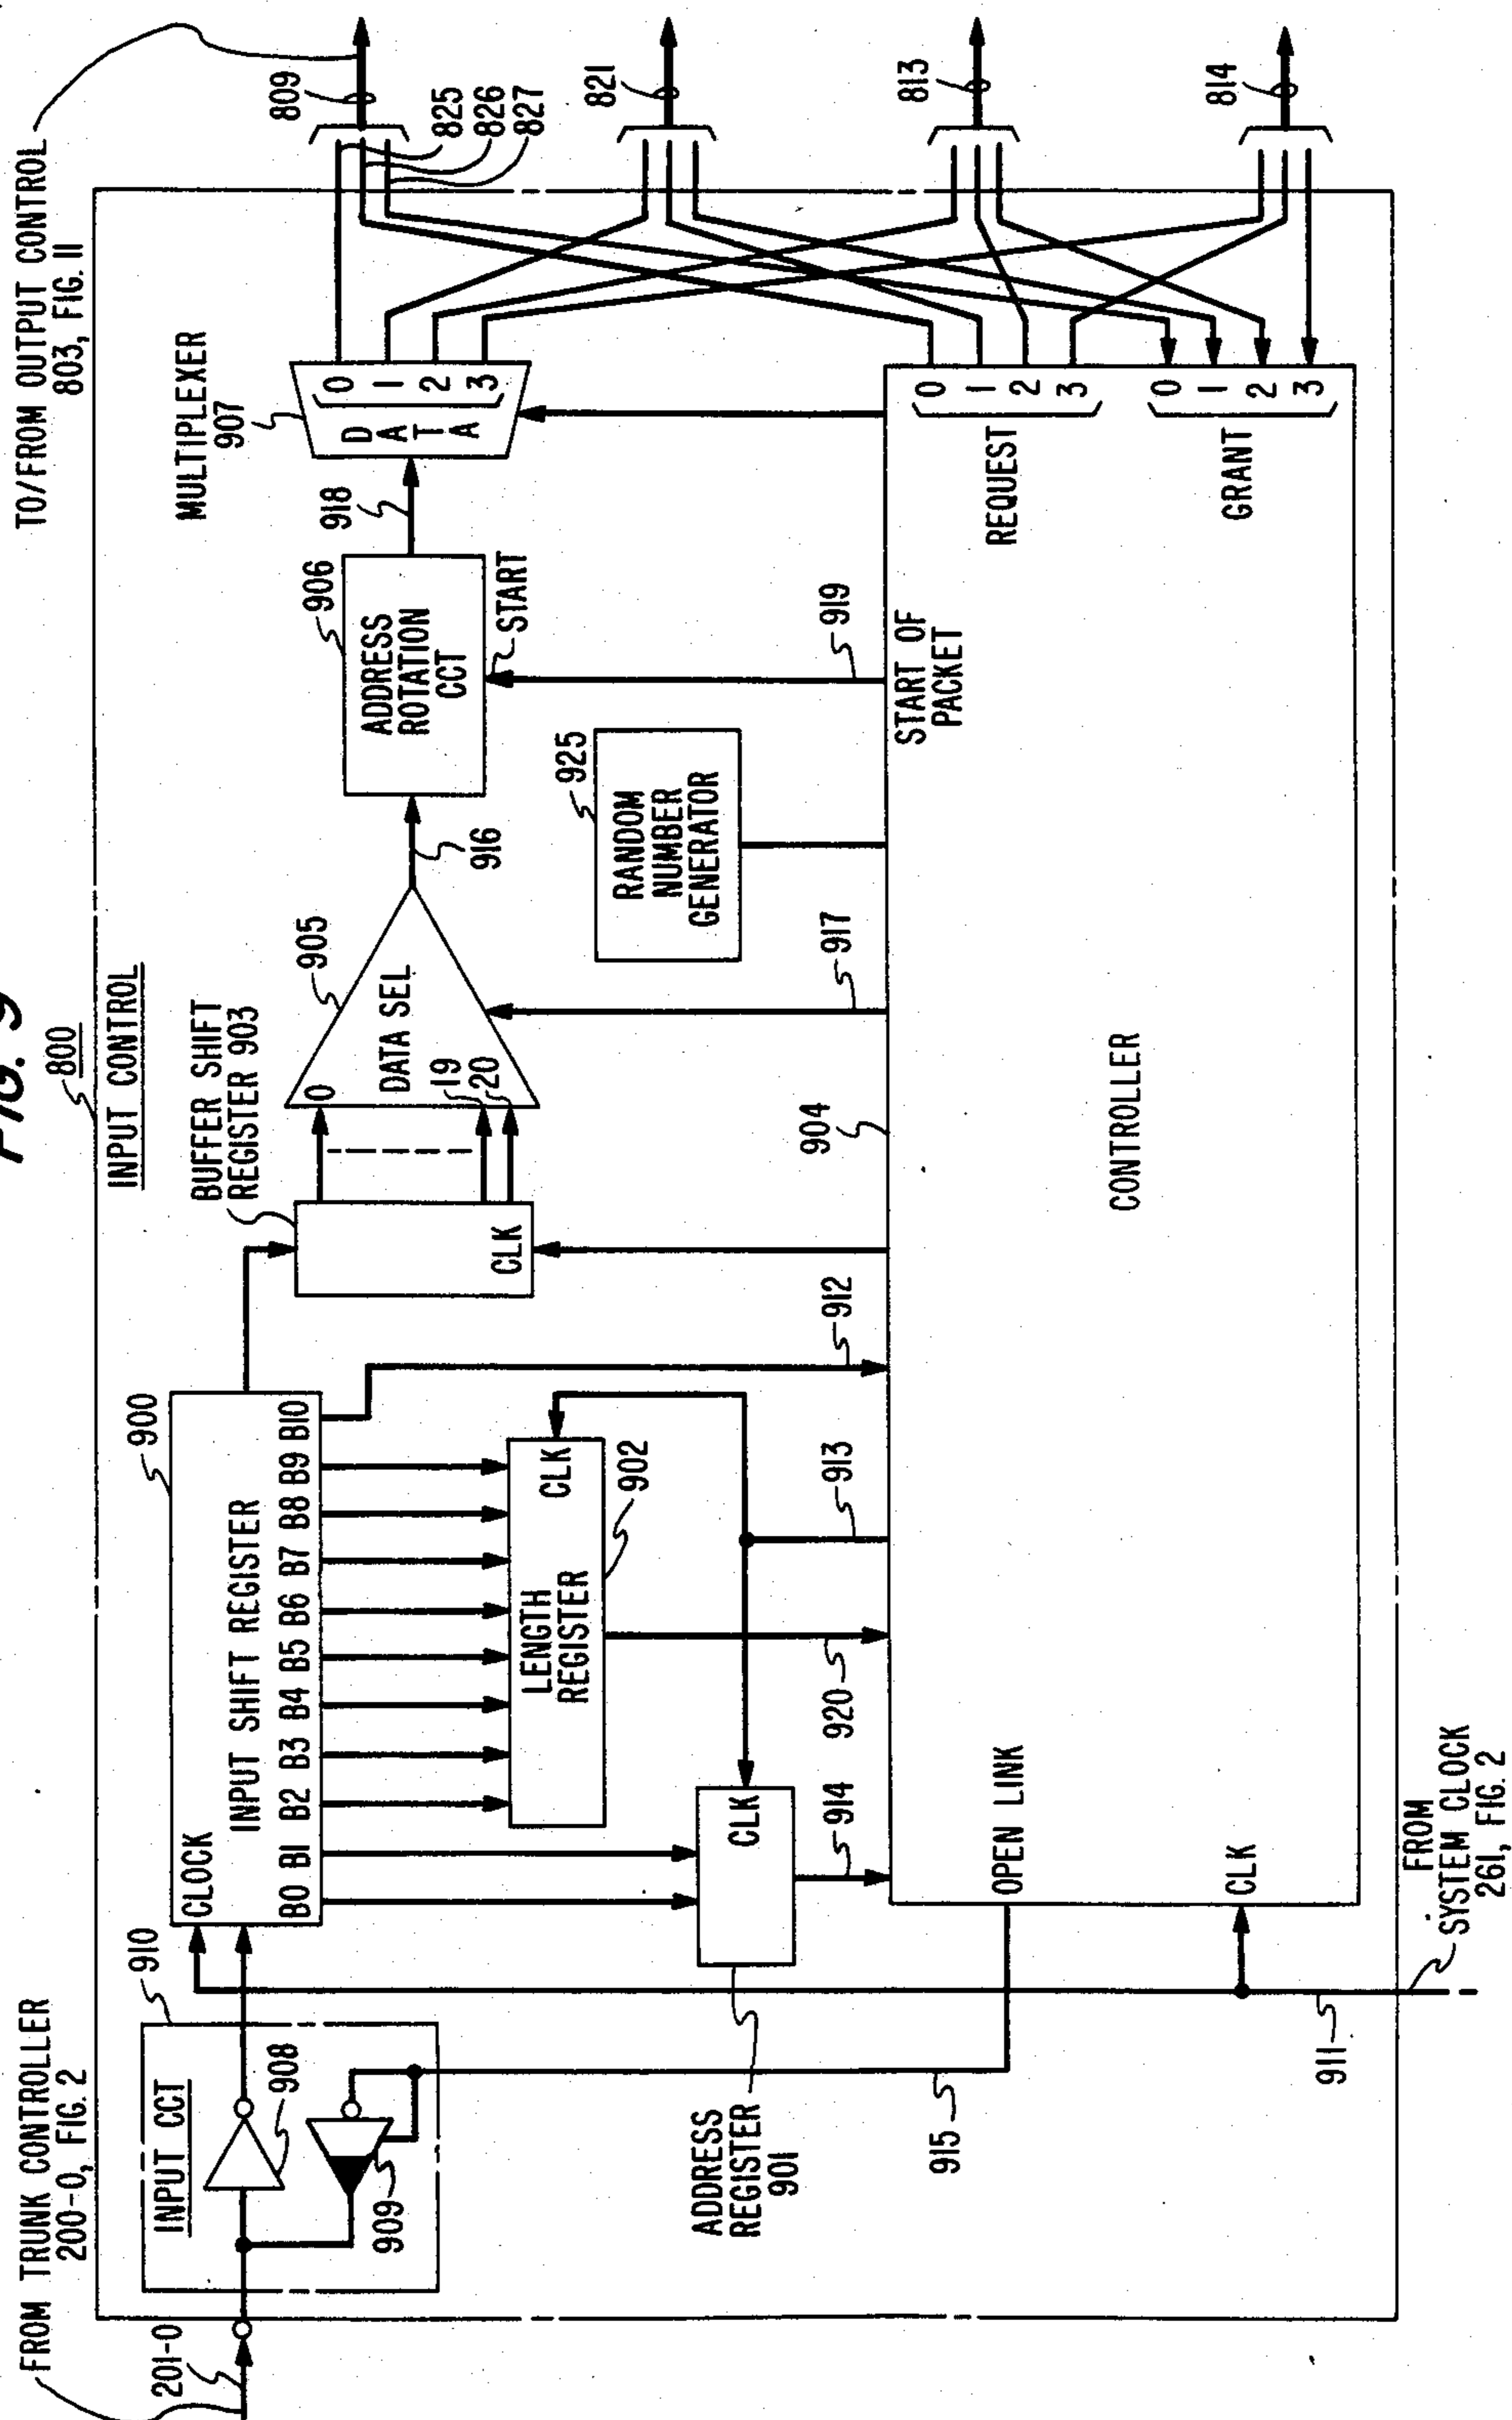 FIG. 9
800
INPUT CONTROL
FROM TRUNK CONTROLLER
200-0, FIG. 2
201-0
INPUT CCT
910
908
909
CLOCK
INPUT SHIFT REGISTER
900
B0 B1 B2 B3 B4 B5 B6 B7 B8 B9 B10
LENGTH
REGISTER
CLK
902
CLK
ADDRESS
REGISTER
901
914
920
913
912
915
911
FROM
SYSTEM CLOCK
261, FIG. 2
BUFFER SHIFT
REGISTER 903
CLK
0
19
20
DATA SEL
905
917
916
RANDOM
NUMBER
GENERATOR
925
ADDRESS
ROTATION
CCT
906
START
919
918
MULTIPLEXER
907
DATA
0
1
2
3
TO/FROM OUTPUT CONTROL
803, FIG. 11
809
825
826
827
821
813
814
904
CONTROLLER
OPEN LINK
CLK
START OF
PACKET
REQUEST
0
1
2
3
GRANT
0
1
2
3